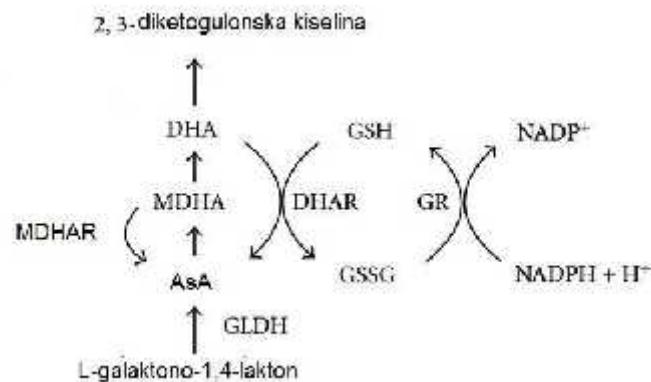 2, 3-diketogulonska kiselina
DHA GSH NADP+
MDHA DHAR GR
MDHAR
AsA GSSG NADPH + H+
GLDH
L-galaktono-1,4-lakton